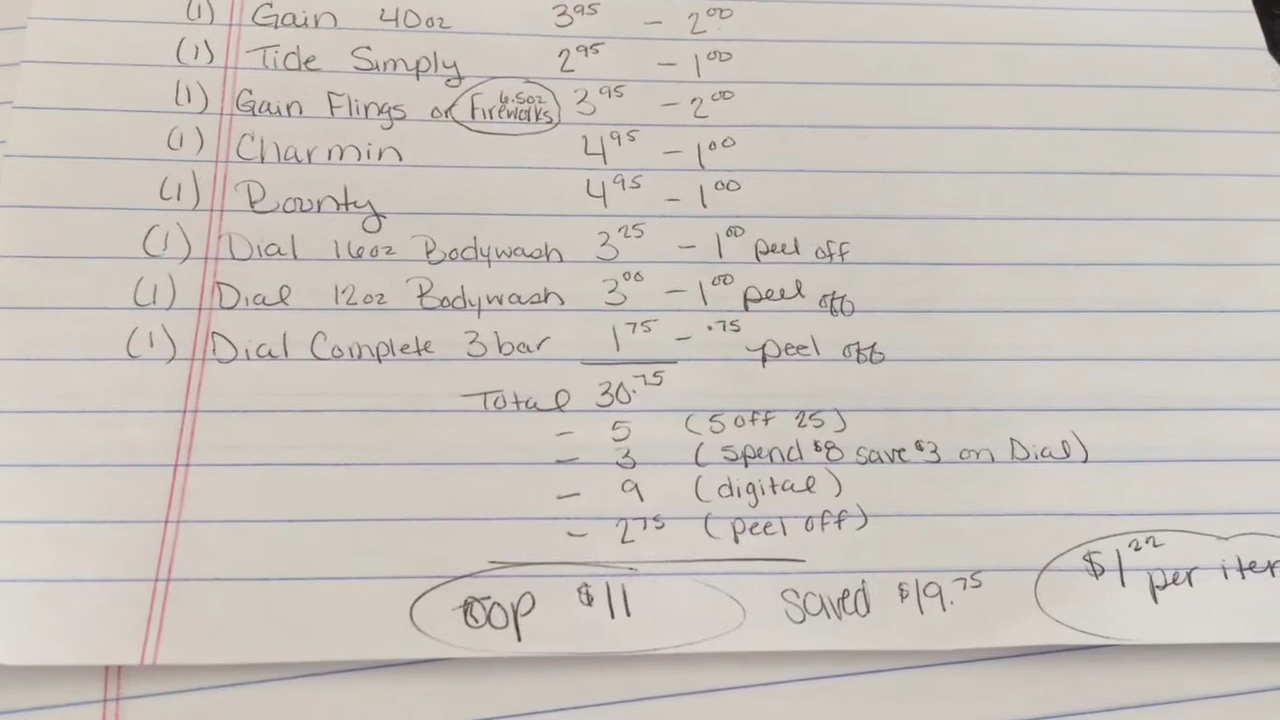 (1) Gain 40oz 3.95 - 2.00
(1) Tide Simply 2.95 - 1.00
(1) Gain Flings or Fireworks 6.5oz 3.95 - 2.00
(1) Charmin 4.95 - 1.00
(1) Bounty 4.95 - 1.00
(1) Dial 16oz Bodywash 3.25 - 1.00 peel off
(1) Dial 12oz Bodywash 3.00 - 1.00 peel off
(1) Dial Complete 3 bar 1.75 - .75 peel off
Total 30.75
- 5 (5 off 25)
- 3 (spend $8 save $3 on Dial)
- 9 (digital)
- 2.75 (peel off)
OOP $11 saved $19.75 $1.22 per item